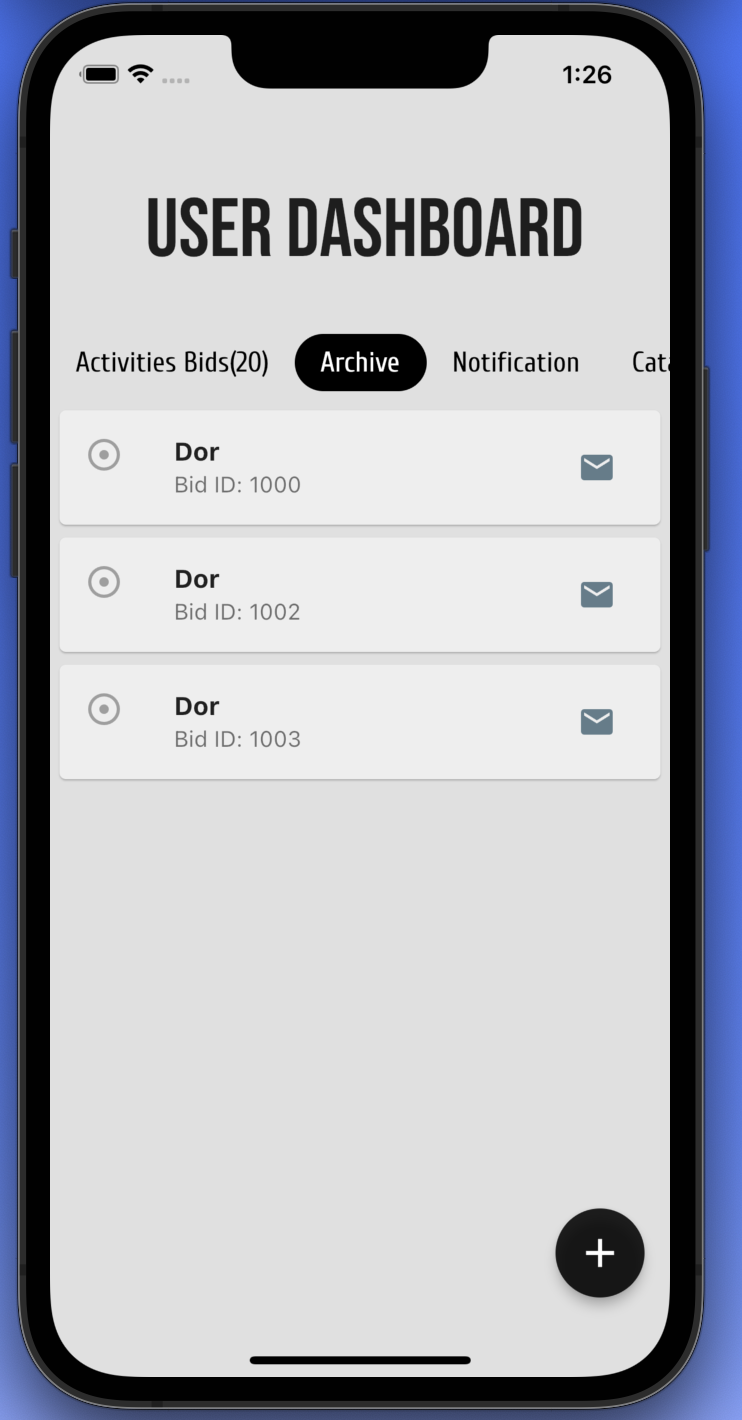 1:26
USER DASHBOARD
Activities Bids(20) Archive Notification Cat
Dor
Bid ID: 1000
Dor
Bid ID: 1002
Dor
Bid ID: 1003